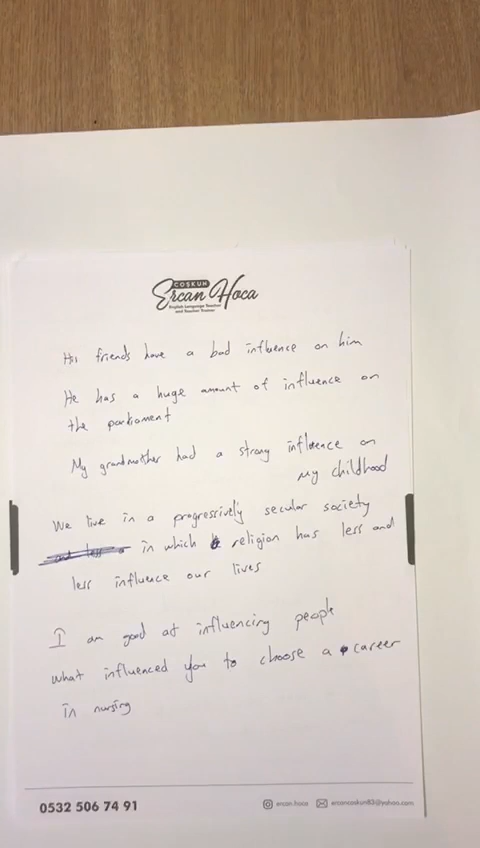 COSKUN
Ercan Hoca
English Language Teacher
and Teacher Trainer
His friends have a bad influence on him
He has a huge amount of influence on
the parliament
My grandmother had a strong influence on
my childhood
We live in a progressively secular society
in which religion has less and
less influence our lives
I am good at influencing people
what influenced you to choose a career
in nursing
0532 506 74 91
ercan.hoca
ercancoskun83@yahoo.com